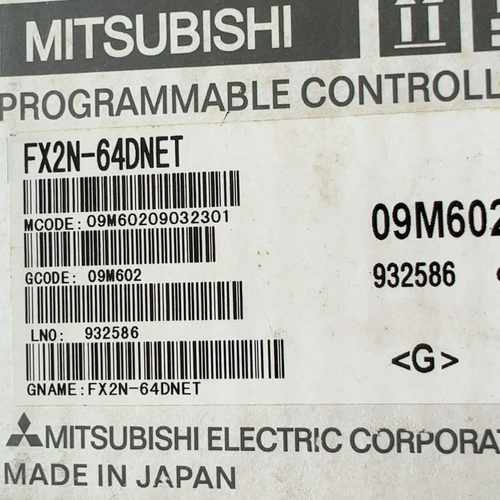 MITSUBISHI
PROGRAMMABLE CONTROLL
FX2N-64DNET
MCODE: 09M60209032301
09M602
GCODE: 09M602
932586
LNO: 932586
<G>
GNAME:FX2N-64DNET
MITSUBISHI ELECTRIC CORPORA
MADE IN JAPAN